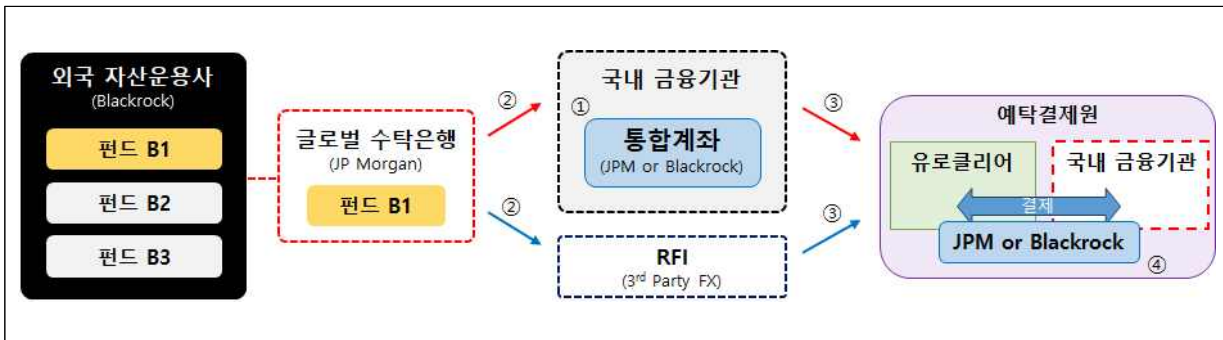 외국 자산운용사
(Blackrock)
펀드 B1
펀드 B2
펀드 B3
글로벌 수탁은행
(JP Morgan)
펀드 B1
②
②
국내 금융기관
①
통합계좌
(JPM or Blackrock)
RFI
(3rd Party FX)
③
③
예탁결제원
유로클리어
국내 금융기관
결제
JPM or Blackrock
④